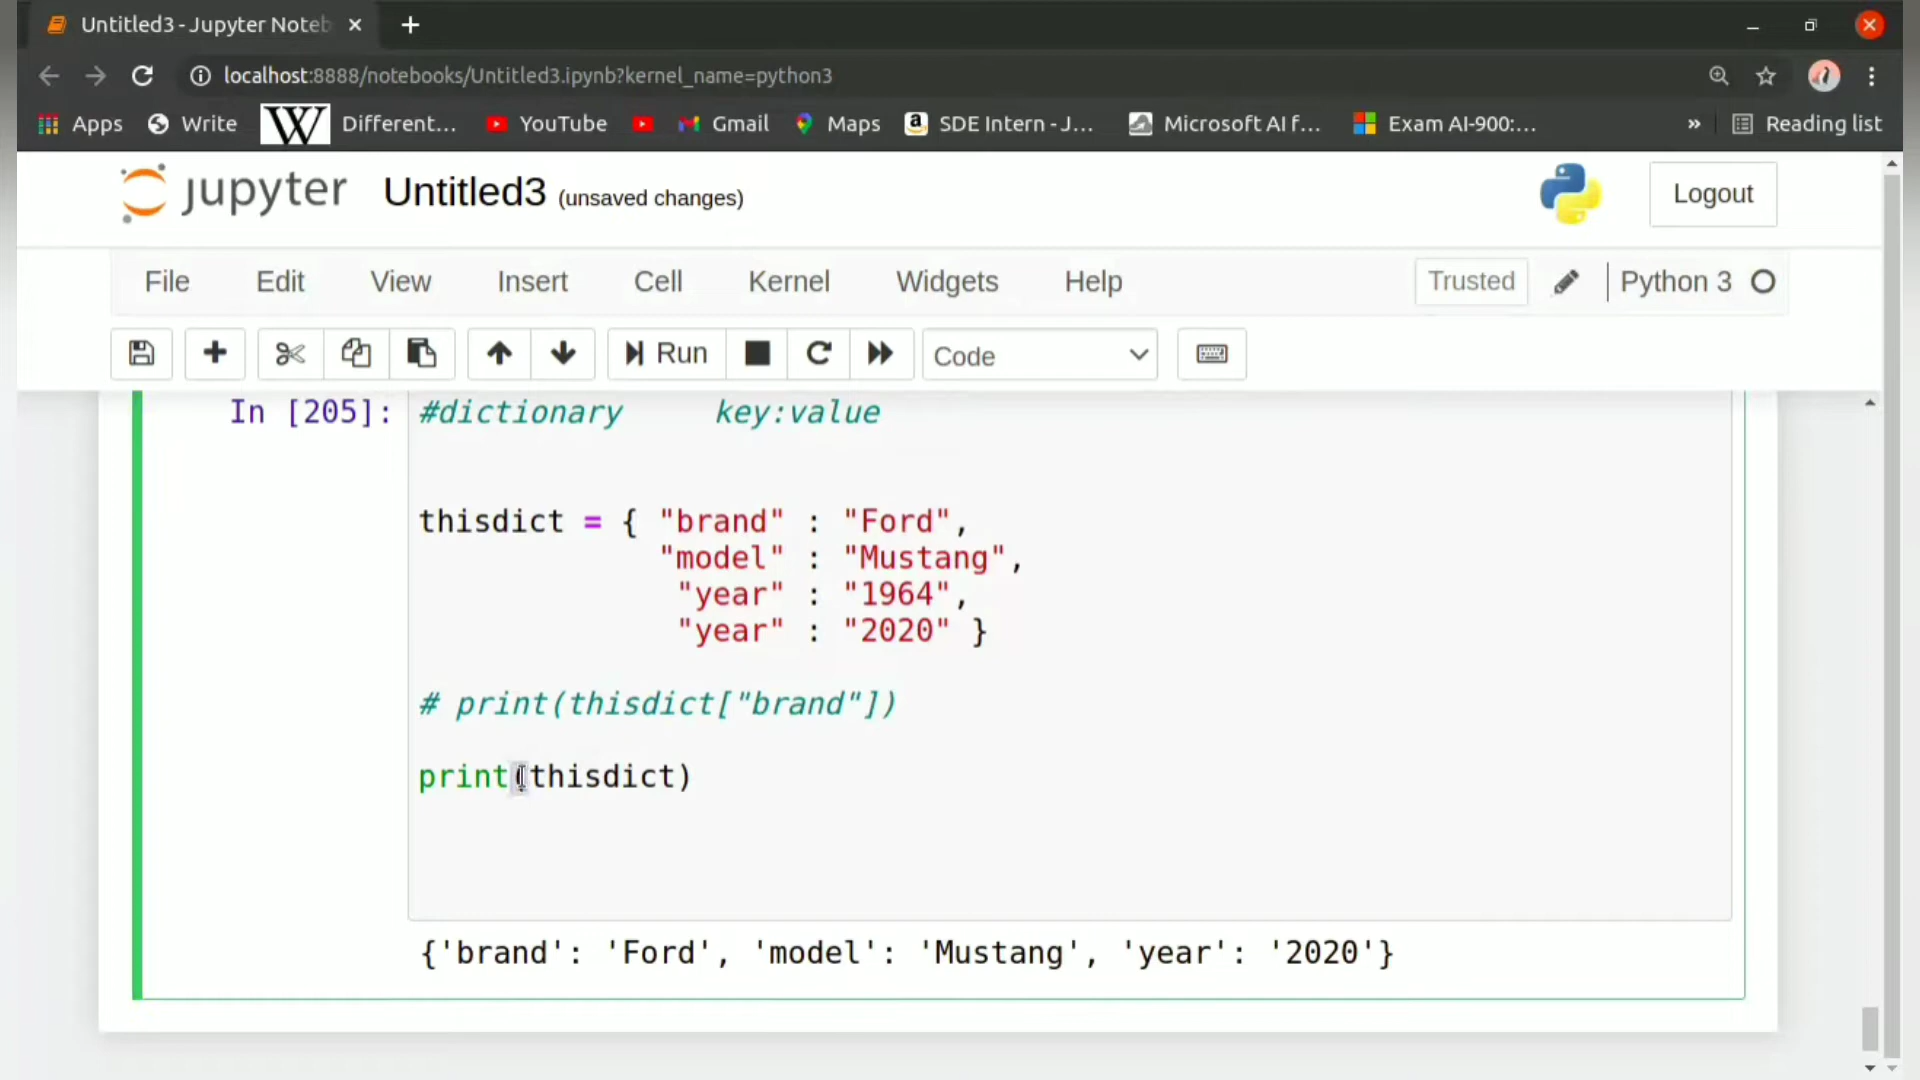 Untitled3 - Jupyter Noteb
localhost:8888/notebooks/Untitled3.ipynb?kernel_name=python3
Apps Write W Different... YouTube Gmail Maps a SDE Intern - J... Microsoft AI f... Exam AI-900:... » Reading list
jupyter Untitled3 (unsaved changes) Logout
File Edit View Insert Cell Kernel Widgets Help Trusted Python 3
Run Code
In [205]: #dictionary key:value
thisdict = { "brand" : "Ford",
"model" : "Mustang",
"year" : "1964",
"year" : "2020" }
# print(thisdict["brand"])
print(thisdict)
{'brand': 'Ford', 'model': 'Mustang', 'year': '2020'}